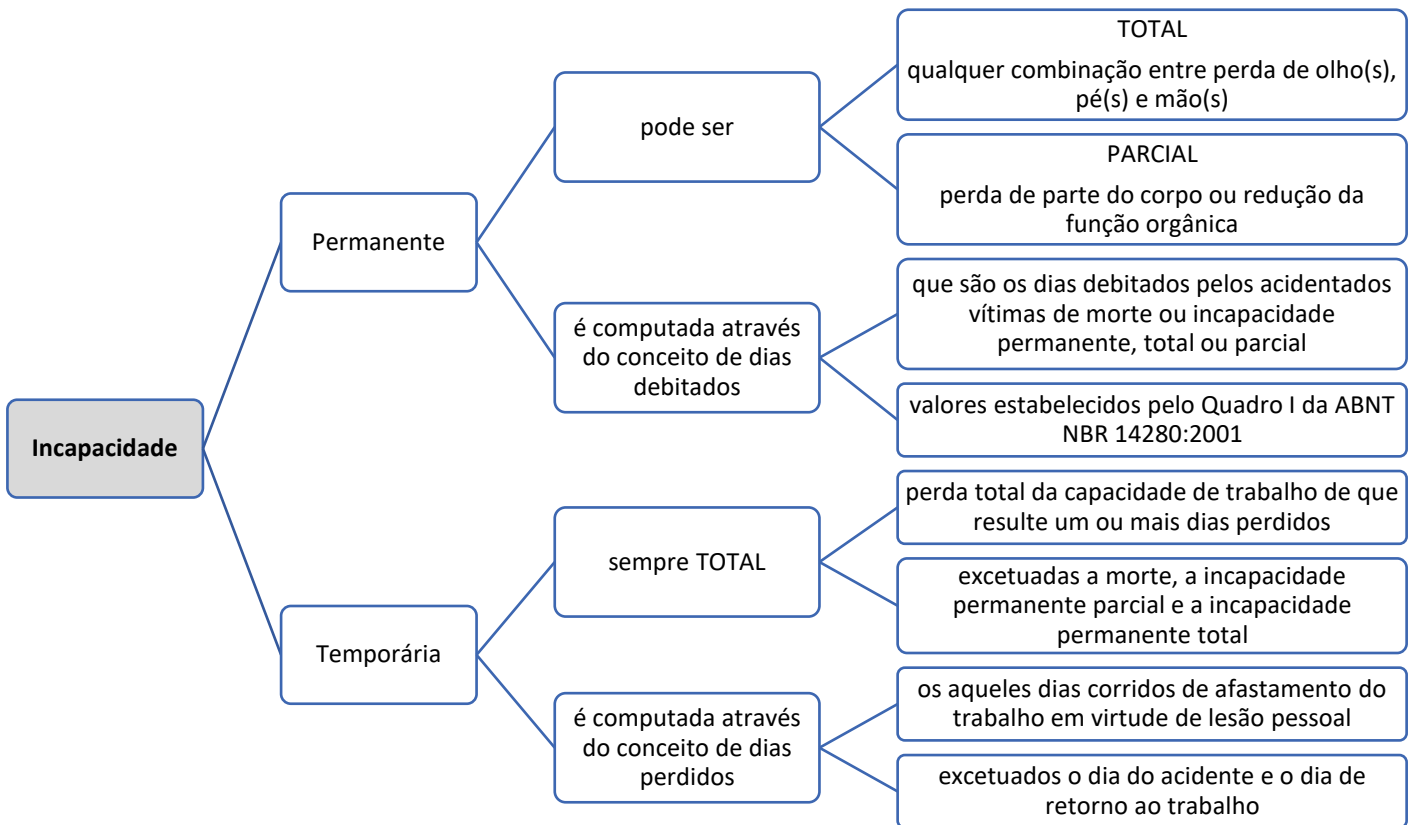 Incapacidade
Permanente
pode ser
TOTAL
qualquer combinação entre perda de olho(s),
pé(s) e mão(s)
PARCIAL
perda de parte do corpo ou redução da
função orgânica
é computada através
do conceito de dias
debitados
que são os dias debitados pelos acidentados
vítimas de morte ou incapacidade
permanente, total ou parcial
valores estabelecidos pelo Quadro I da ABNT
NBR 14280:2001
Temporária
sempre TOTAL
perda total da capacidade de trabalho de que
resulte um ou mais dias perdidos
excetuadas a morte, a incapacidade
permanente parcial e a incapacidade
permanente total
é computada através
do conceito de dias
perdidos
os aqueles dias corridos de afastamento do
trabalho em virtude de lesão pessoal
excetuados o dia do acidente e o dia de
retorno ao trabalho